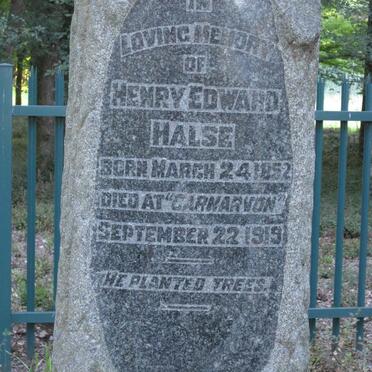 IN
LOVING MEMORY
OF
HENRY EDWARD
HALSE
BORN MARCH 24 1852
DIED AT "CARNARVON"
SEPTEMBER 22 1919
"HE PLANTED TREES."